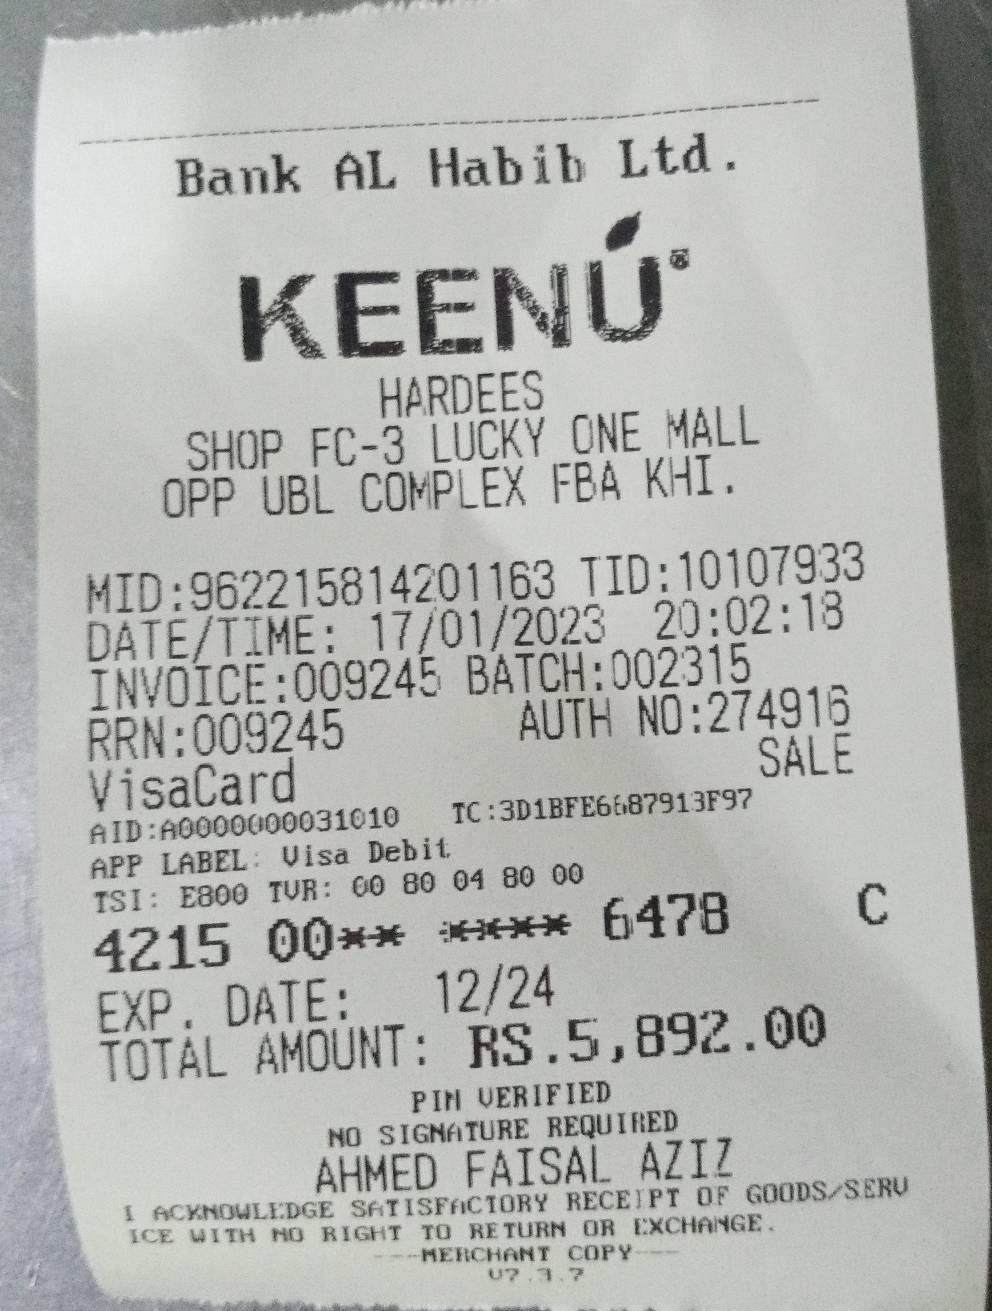 Bank AL Habib Ltd.
KEENÚ®
HARDEES
SHOP FC-3 LUCKY ONE MALL
OPP UBL COMPLEX FBA KHI.
MID:962215814201163 TID:10107933
DATE/TIME: 17/01/2023 20:02:18
INVOICE:009245 BATCH:002315
RRN:009245 AUTH NO:274916
VisaCard SALE
AID:A0000000031010 TC:3D1BFE6687913F97
APP LABEL: Visa Debit
TSI: E800 TVR: 00 80 04 80 00
4215 00** **** 6478 C
EXP. DATE: 12/24
TOTAL AMOUNT: RS.5,892.00
PIN VERIFIED
NO SIGNATURE REQUIRED
AHMED FAISAL AZIZ
I ACKNOWLEDGE SATISFACTORY RECEIPT OF GOODS/SERV
ICE WITH NO RIGHT TO RETURN OR EXCHANGE.
---MERCHANT COPY---
V7.3.7